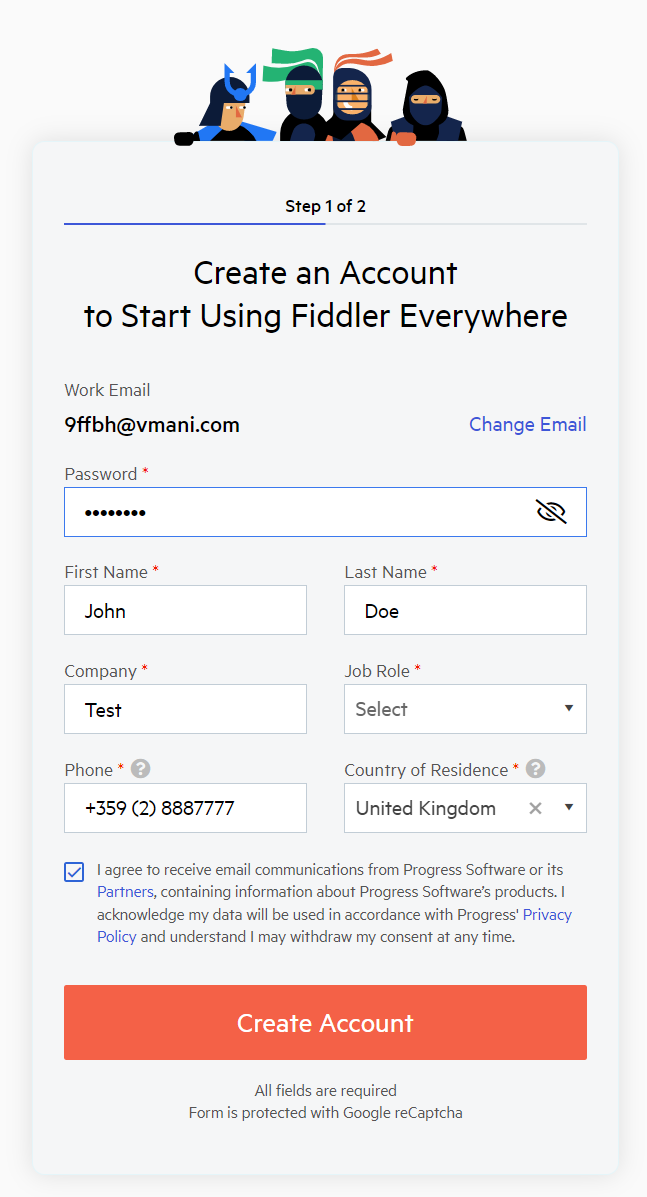 Step 1 of 2
Create an Account
to Start Using Fiddler Everywhere
Work Email
9ffbh@vmani.com Change Email
Password *
••••••••
First Name * Last Name *
John Doe
Company * Job Role *
Test Select
Phone * ? Country of Residence * ?
+359 (2) 8887777 United Kingdom ×
I agree to receive email communications from Progress Software or its
Partners, containing information about Progress Software’s products. I
acknowledge my data will be used in accordance with Progress' Privacy
Policy and understand I may withdraw my consent at any time.
Create Account
All fields are required
Form is protected with Google reCaptcha